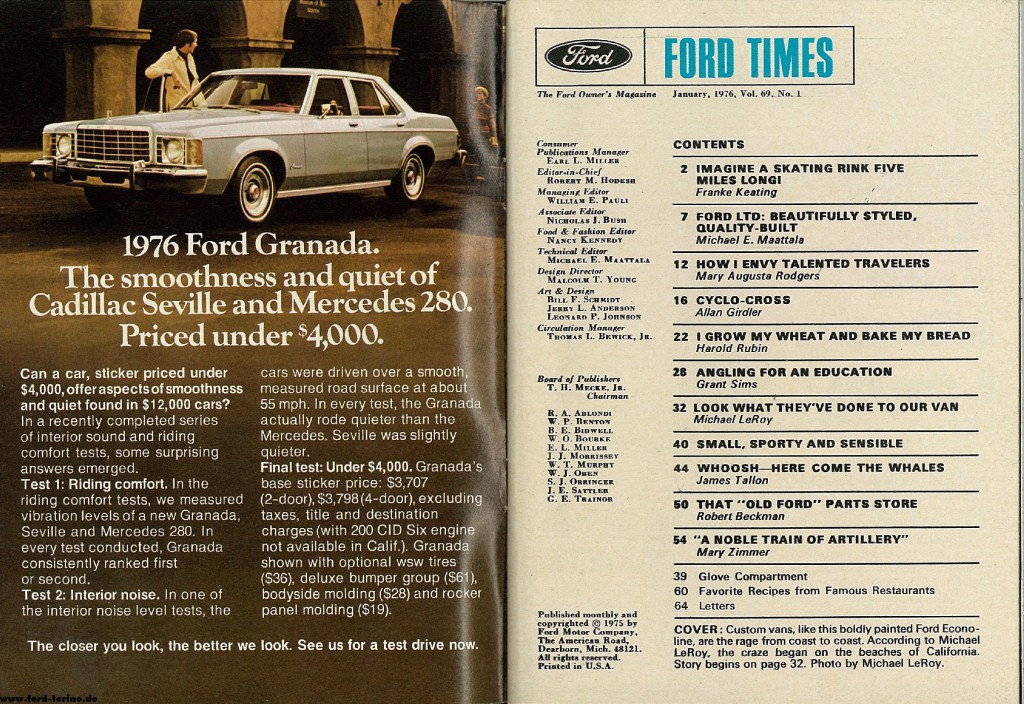 1976 Ford Granada.
The smoothness and quiet of
Cadillac Seville and Mercedes 280.
Priced under $4,000.
Can a car, sticker priced under
$4,000, offer aspects of smoothness
and quiet found in $12,000 cars?
In a recently completed series
of interior sound and riding
comfort tests, some surprising
answers emerged.
Test 1: Riding comfort. In the
riding comfort tests, we measured
vibration levels of a new Granada,
Seville and Mercedes 280. In
every test conducted, Granada
consistently ranked first
or second.
Test 2: Interior noise. In one of
the interior noise level tests, the
cars were driven over a smooth,
measured road surface at about
55 mph. In every test, the Granada
actually rode quieter than the
Mercedes. Seville was slightly
quieter.
Final test: Under $4,000. Granada's
base sticker price: $3,707
(2-door), $3,798 (4-door), excluding
taxes, title and destination
charges (with 200 CID Six engine
not available in Calif.). Granada
shown with optional wsw tires
($36), deluxe bumper group ($61),
bodyside molding ($28) and rocker
panel molding ($19).
The closer you look, the better we look. See us for a test drive now.
www.ford-torino.de
Ford
FORD TIMES
The Ford Owner's Magazine January, 1976, Vol. 69, No. 1
Consumer
Publications Manager
EARL L. MILLER
Editor-in-Chief
ROBERT M. HODESH
Managing Editor
WILLIAM E. PAULI
Associate Editor
NICHOLAS J. BUSH
Food & Fashion Editor
NANCY KENNEDY
Technical Editor
MICHAEL E. MAATTALA
Design Director
MALCOLM T. YOUNG
Art & Design
BILL F. SCHMIDT
JERRY L. ANDERSON
LEONARD P. JOHNSON
Circulation Manager
THOMAS L. BEWICK, JR.
Board of Publishers
T. H. MECKE, JR.
Chairman
R. A. ABLONDI
W. P. BENTON
B. E. BIDWELL
W. O. BOURKE
E. L. MILLER
J. J. MORRISSEY
W. T. MURPHY
W. J. OBEN
S. J. OBRINGER
J. E. SATTLER
G. E. TRAINOR
Published monthly and
copyrighted © 1975 by
Ford Motor Company,
The American Road,
Dearborn, Mich. 48121.
All rights reserved.
Printed in U.S.A.
CONTENTS
2 IMAGINE A SKATING RINK FIVE
MILES LONG!
Franke Keating
7 FORD LTD: BEAUTIFULLY STYLED,
QUALITY-BUILT
Michael E. Maattala
12 HOW I ENVY TALENTED TRAVELERS
Mary Augusta Rodgers
16 CYCLO-CROSS
Allan Girdler
22 I GROW MY WHEAT AND BAKE MY BREAD
Harold Rubin
28 ANGLING FOR AN EDUCATION
Grant Sims
32 LOOK WHAT THEY'VE DONE TO OUR VAN
Michael LeRoy
40 SMALL, SPORTY AND SENSIBLE
44 WHOOSH—HERE COME THE WHALES
James Tallon
50 THAT "OLD FORD" PARTS STORE
Robert Beckman
54 "A NOBLE TRAIN OF ARTILLERY"
Mary Zimmer
39 Glove Compartment
60 Favorite Recipes from Famous Restaurants
64 Letters
COVER: Custom vans, like this boldly painted Ford Econo-
line, are the rage from coast to coast. According to Michael
LeRoy, the craze began on the beaches of California.
Story begins on page 32. Photo by Michael LeRoy.